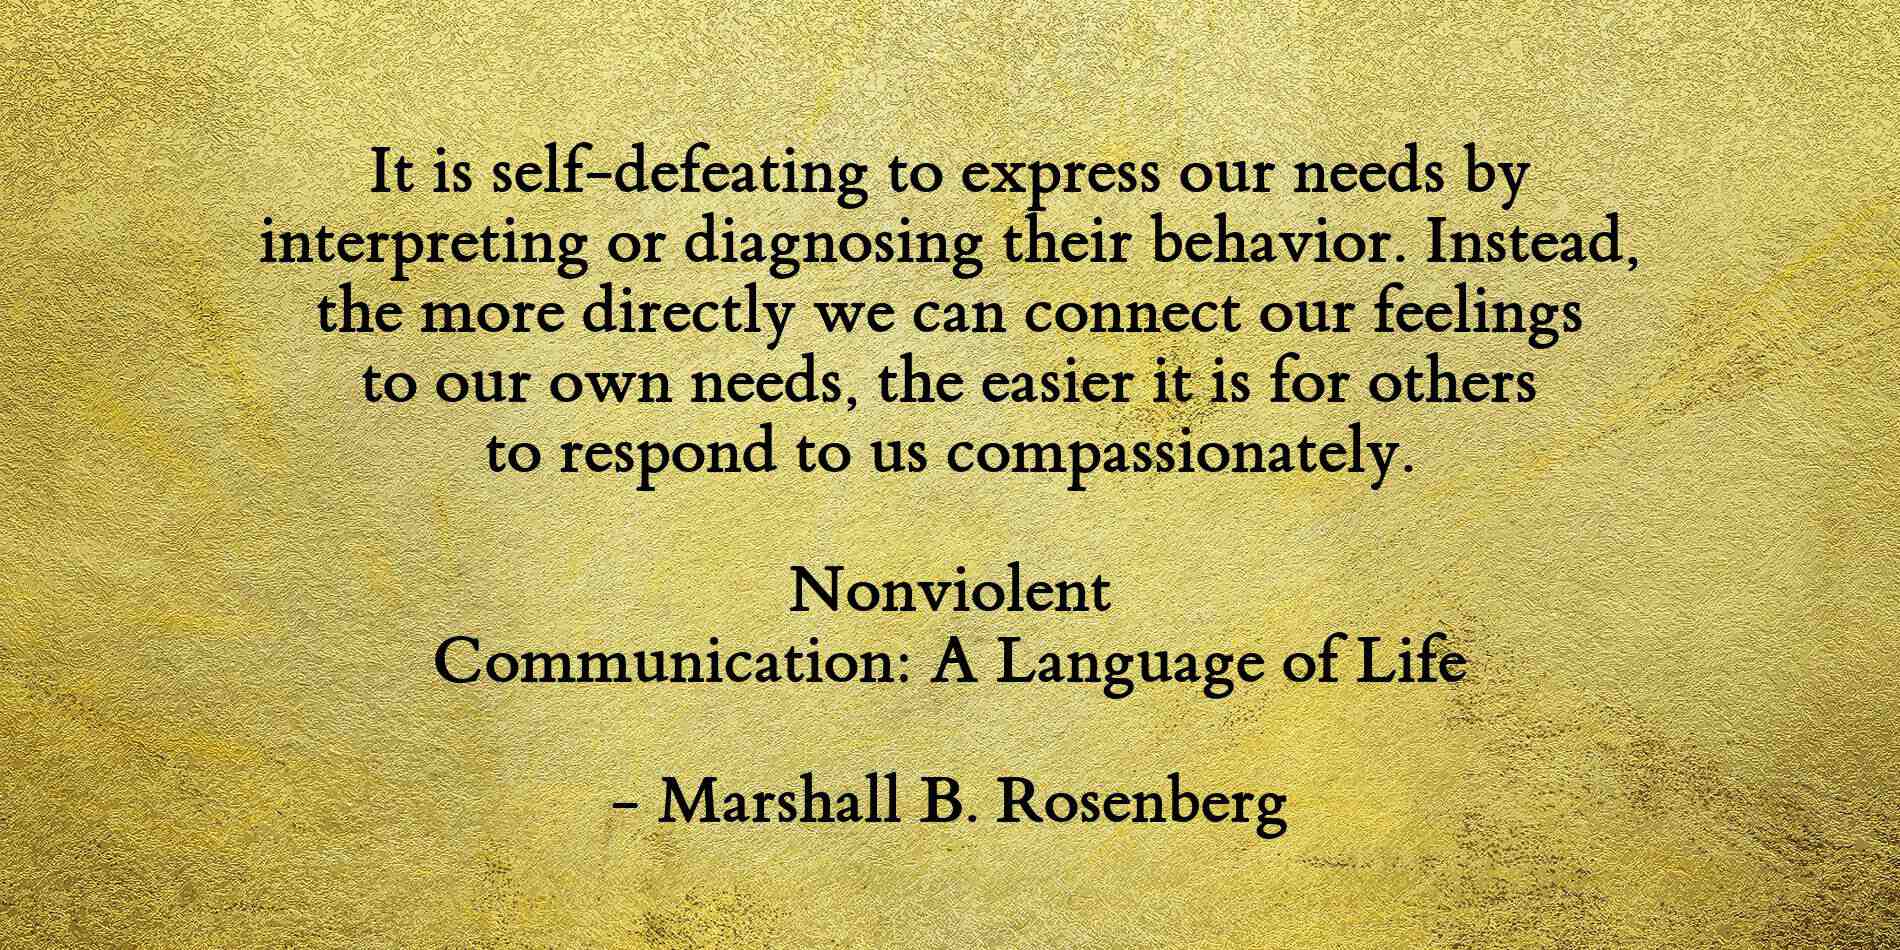 It is self-defeating to express our needs by
interpreting or diagnosing their behavior. Instead,
the more directly we can connect our feelings
to our own needs, the easier it is for others
to respond to us compassionately.
Nonviolent
Communication: A Language of Life
- Marshall B. Rosenberg